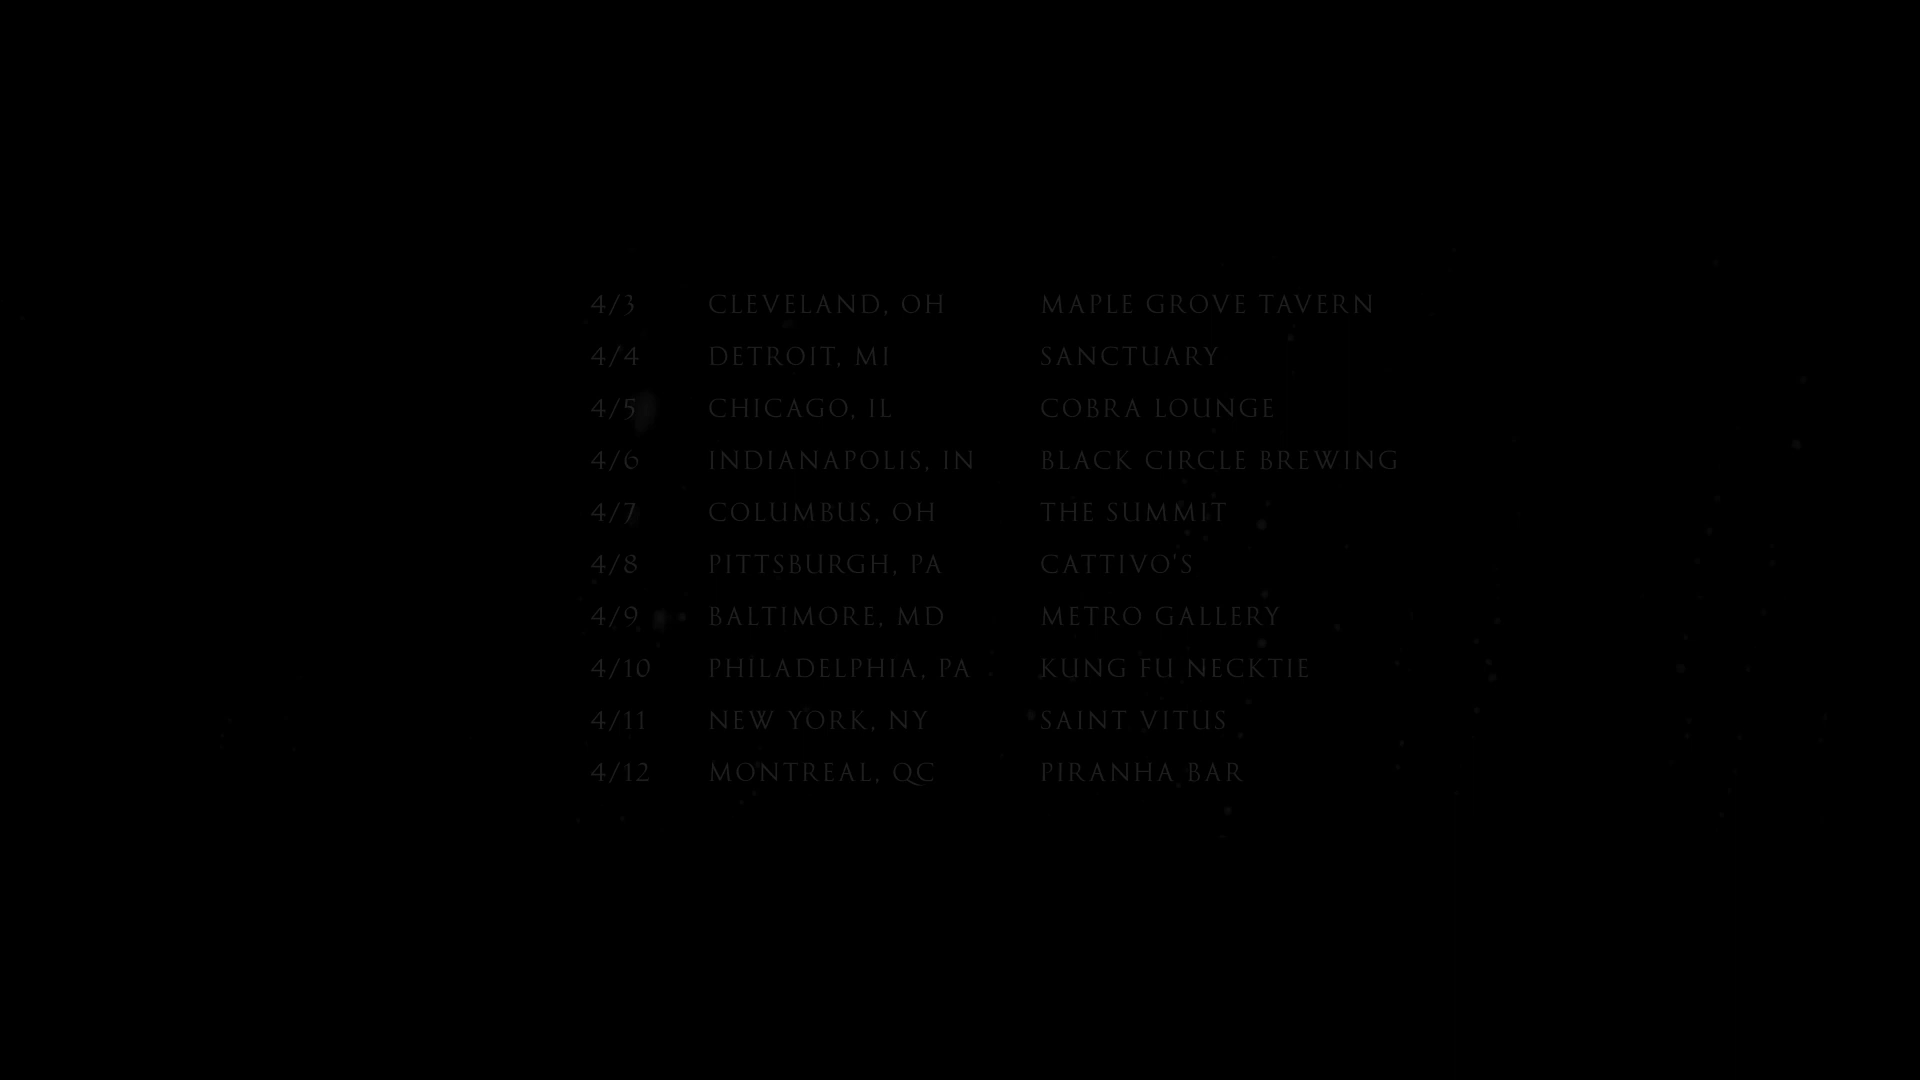 4/3 CLEVELAND, OH MAPLE GROVE TAVERN
4/4 DETROIT, MI SANCTUARY
4/5 CHICAGO, IL COBRA LOUNGE
4/6 INDIANAPOLIS, IN BLACK CIRCLE BREWING
4/7 COLUMBUS, OH THE SUMMIT
4/8 PITTSBURGH, PA CATTIVO'S
4/9 BALTIMORE, MD METRO GALLERY
4/10 PHILADELPHIA, PA KUNG FU NECKTIE
4/11 NEW YORK, NY SAINT VITUS
4/12 MONTREAL, QC PIRANHA BAR